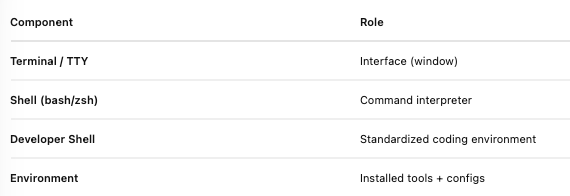 Component Role
Terminal / TTY Interface (window)
Shell (bash/zsh) Command interpreter
Developer Shell Standardized coding environment
Environment Installed tools + configs